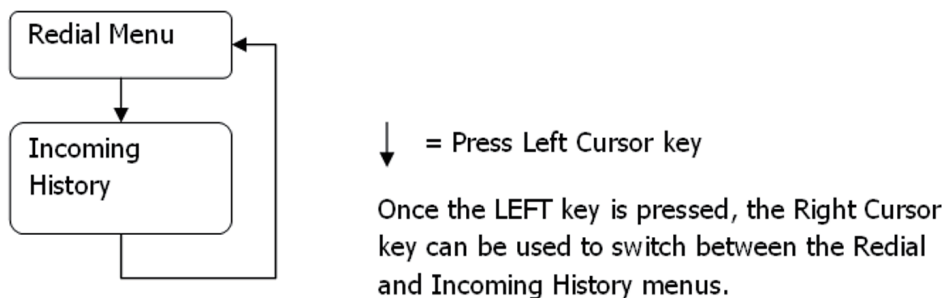 Redial Menu
Incoming
History
= Press Left Cursor key
Once the LEFT key is pressed, the Right Cursor
key can be used to switch between the Redial
and Incoming History menus.